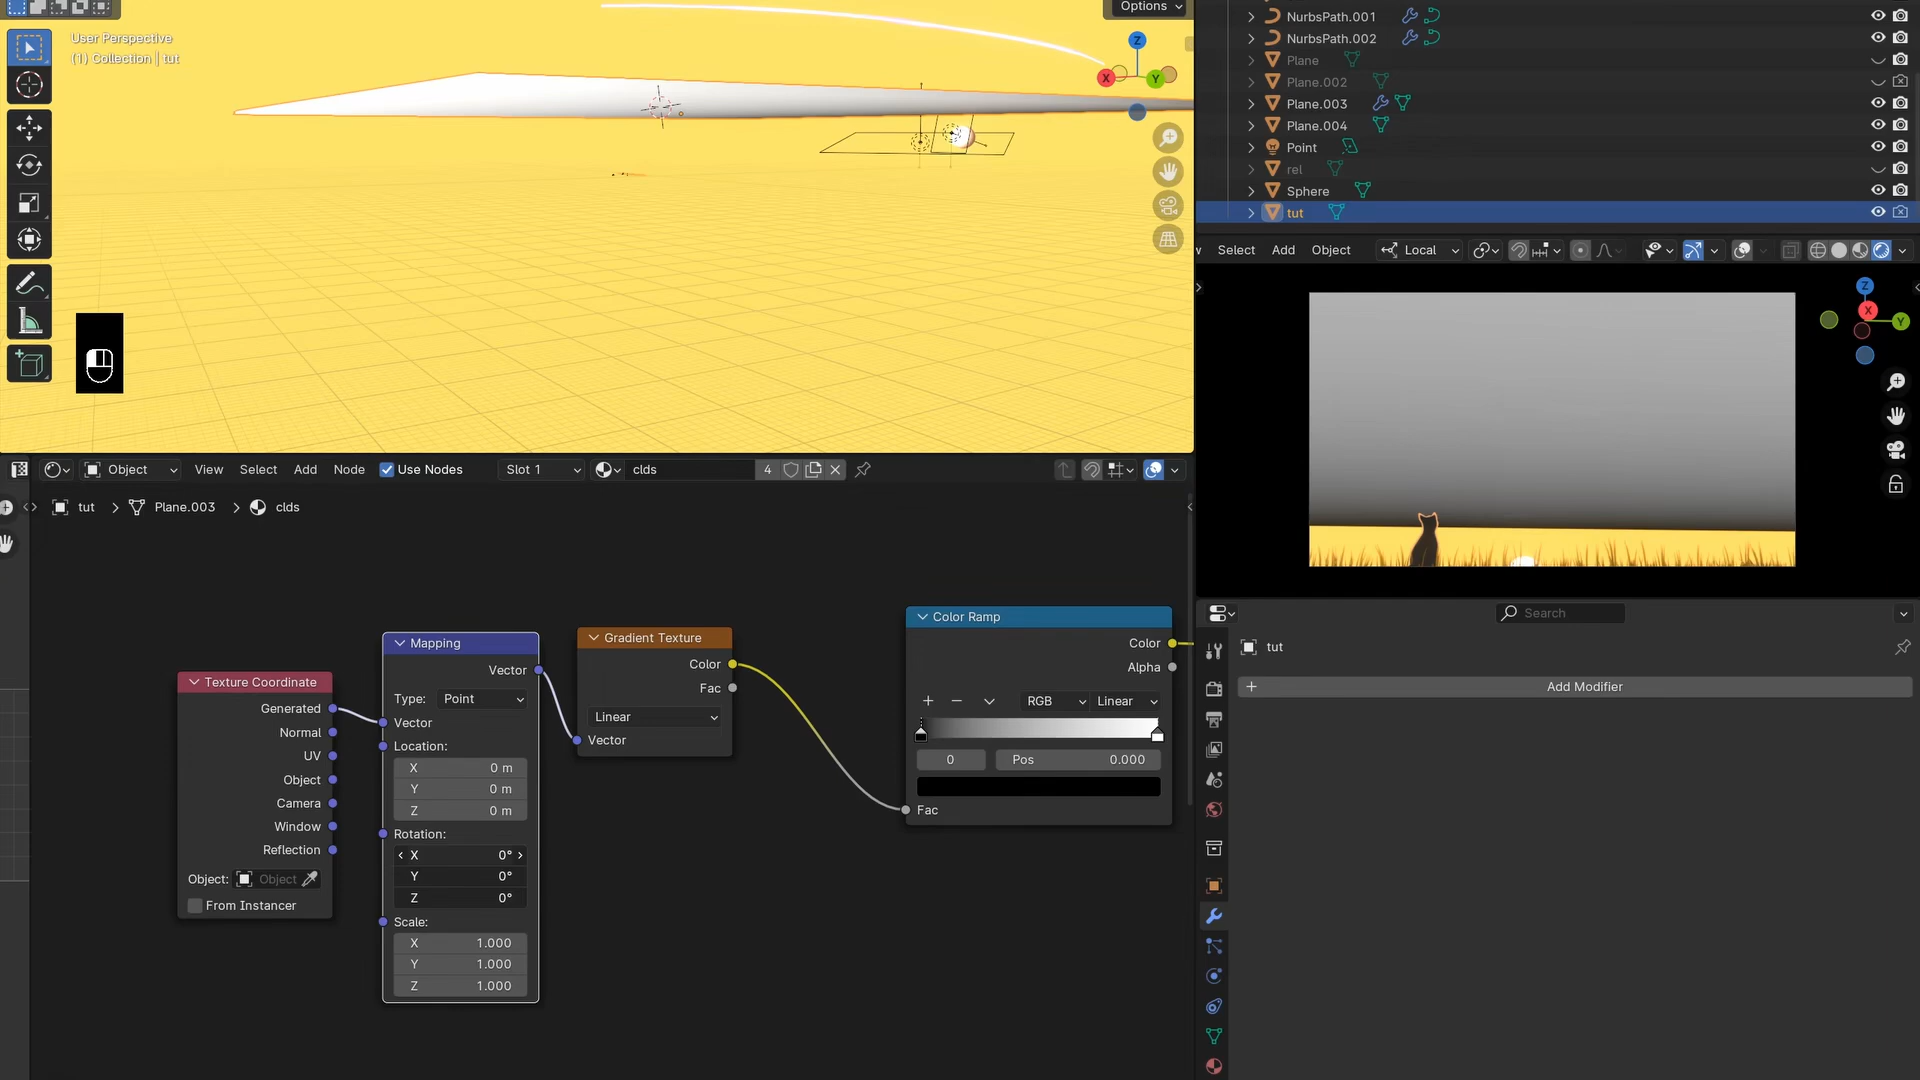 Options
User Perspective
(1) Collection | tut
X
Y
Z
NurbsPath.001
NurbsPath.002
Plane
Plane.002
Plane.003
Plane.004
Point
rel
Sphere
tut
Select Add Object Local
Z
X
Y
Object View Select Add Node Use Nodes Slot 1 clds 4
tut > Plane.003 > clds
Texture Coordinate
Generated
Normal
UV
Object
Camera
Window
Reflection
Object: Object
From Instancer
Mapping
Vector
Type: Point
Vector
Location:
X 0 m
Y 0 m
Z 0 m
Rotation:
X 0°
Y 0°
Z 0°
Scale:
X 1.000
Y 1.000
Z 1.000
Gradient Texture
Color
Fac
Linear
Vector
Color Ramp
Color
Alpha
RGB Linear
0 Pos 0.000
Fac
Search
tut
Add Modifier